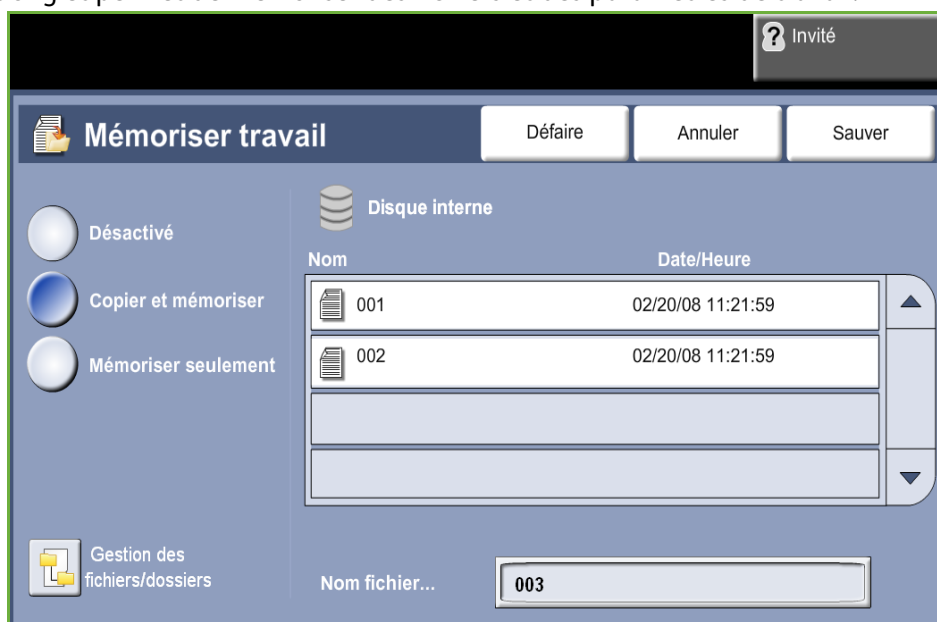 Invité
Mémoriser travail
Défaire
Annuler
Sauver
Disque interne
Désactivé
Nom
Date/Heure
Copier et mémoriser
001 02/20/08 11:21:59
Mémoriser seulement
002 02/20/08 11:21:59
Gestion des
fichiers/dossiers
Nom fichier...
003